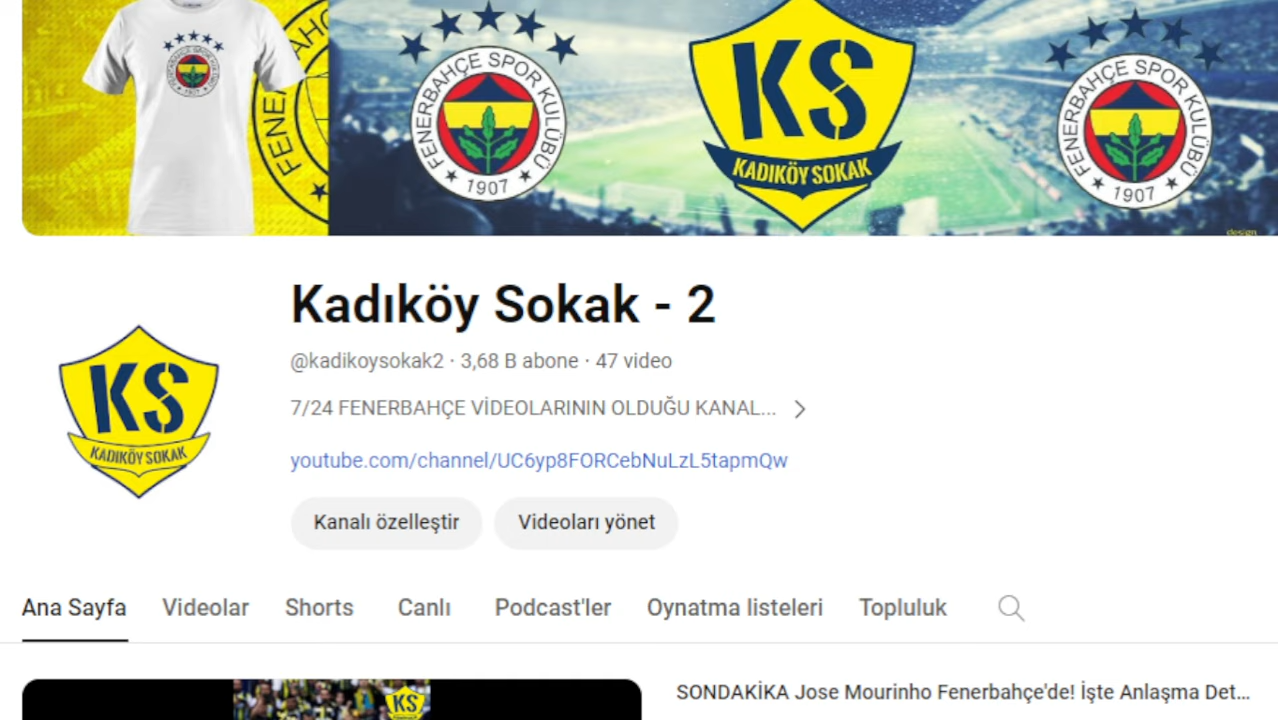 FENERBAHÇE SPOR KULÜBÜ
1907
KS
KADIKÖY SOKAK
FENERBAHÇE SPOR KULÜBÜ
1907
design
Kadıköy Sokak - 2
@kadikoysokak2 · 3,68 B abone · 47 video
7/24 FENERBAHÇE VİDEOLARININ OLDUĞU KANAL...
youtube.com/channel/UC6yp8FORCebNuLzL5tapmQw
KS
KADIKÖY SOKAK
Kanalı özelleştir
Videoları yönet
Ana Sayfa Videolar Shorts Canlı Podcast'ler Oynatma listeleri Topluluk
KS
SONDAKİKA Jose Mourinho Fenerbahçe'de! İşte Anlaşma Det...